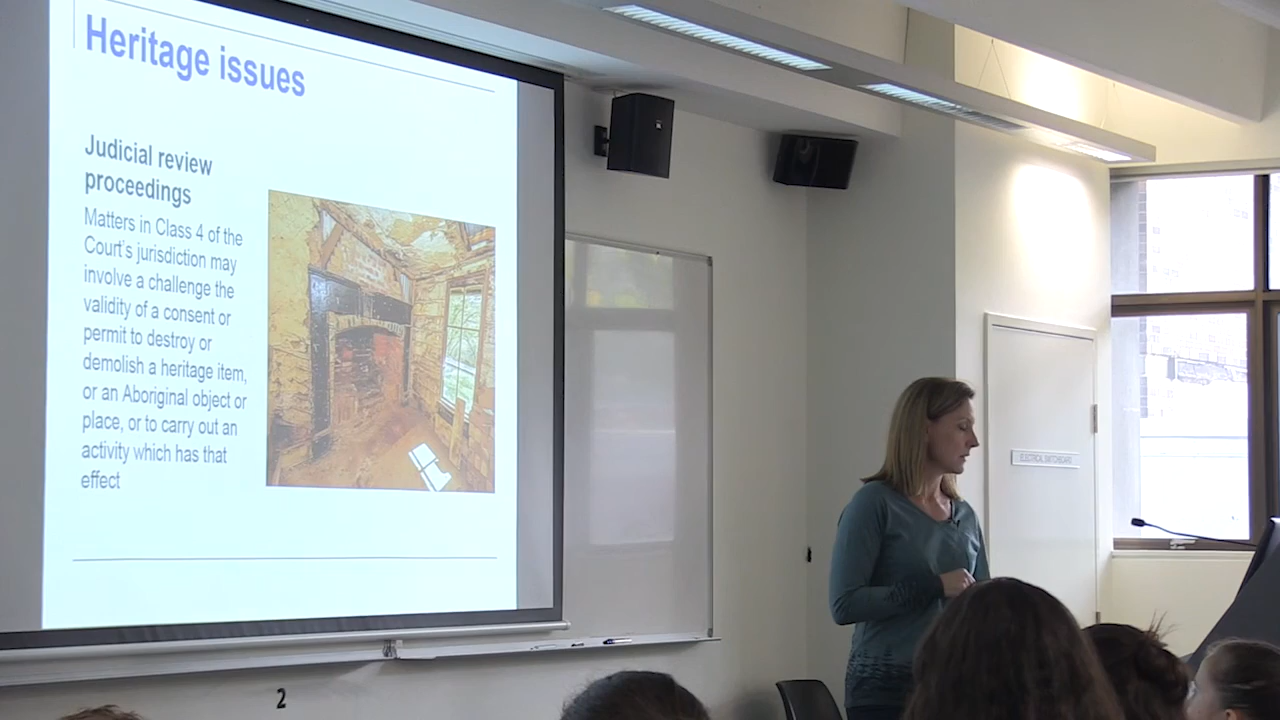 Heritage issues
Judicial review
proceedings
Matters in Class 4 of the
Court's jurisdiction may
involve a challenge the
validity of a consent or
permit to destroy or
demolish a heritage item,
or an Aboriginal object or
place, or to carry out an
activity which has that
effect
ELECTRICAL SWITCHBOARD
2